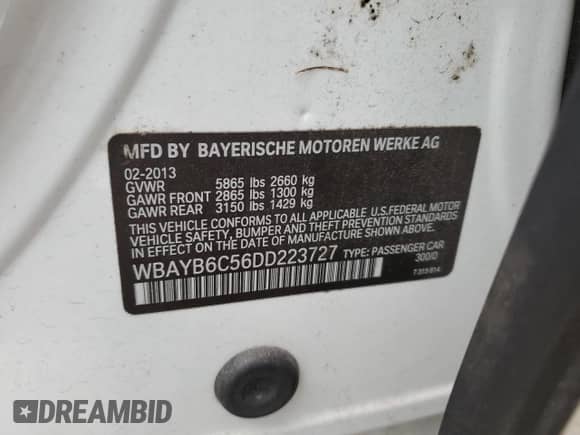 MFD BY BAYERISCHE MOTOREN WERKE AG
02-2013
GVWR 5865 lbs 2660 kg
GAWR FRONT 2865 lbs 1300 kg
GAWR REAR 3150 lbs 1429 kg
THIS VEHICLE CONFORMS TO ALL APPLICABLE U.S.FEDERAL MOTOR
VEHICLE SAFETY, BUMPER AND THEFT PREVENTION STANDARDS
IN EFFECT ON THE DATE OF MANUFACTURE SHOWN ABOVE.
WBAYB6C56DD223727 TYPE: PASSENGER CAR
300/0
DREAMBID